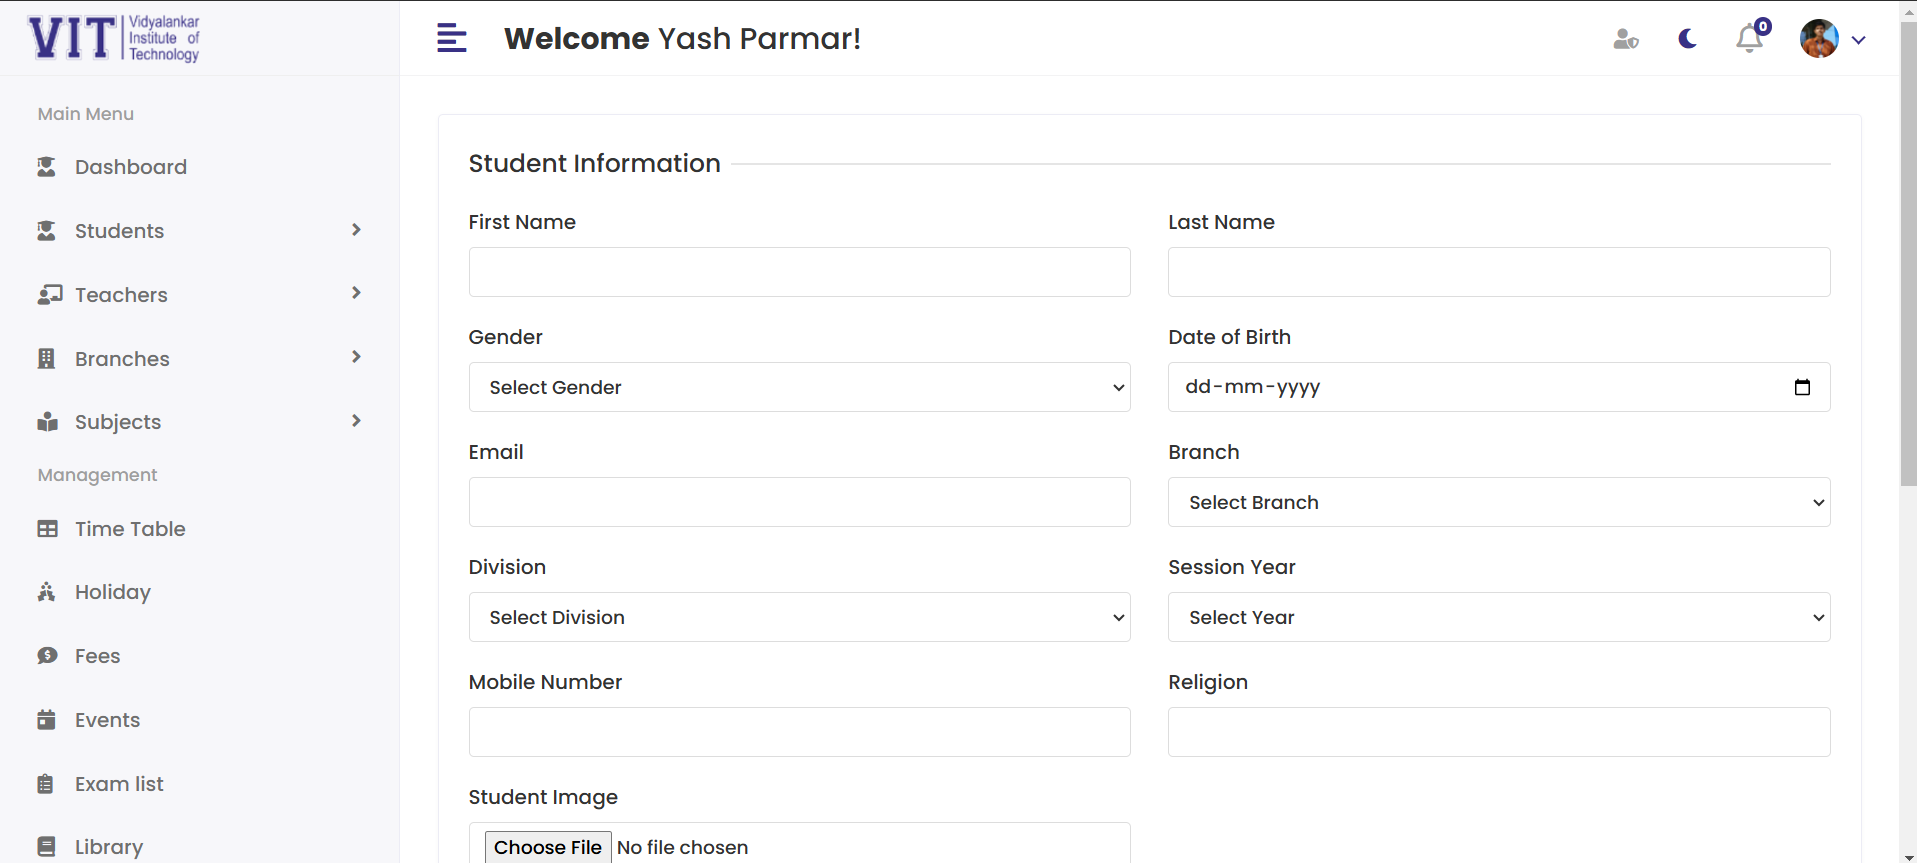 VIT Vidyalankar
Institute of
Technology
Welcome Yash Parmar!
0
Main Menu
Dashboard
Students
Teachers
Branches
Subjects
Management
Time Table
Holiday
Fees
Events
Exam list
Library
Student Information
First Name
Last Name
Gender
Date of Birth
Select Gender
dd-mm-yyyy
Email
Branch
Select Branch
Division
Session Year
Select Division
Select Year
Mobile Number
Religion
Student Image
Choose File No file chosen